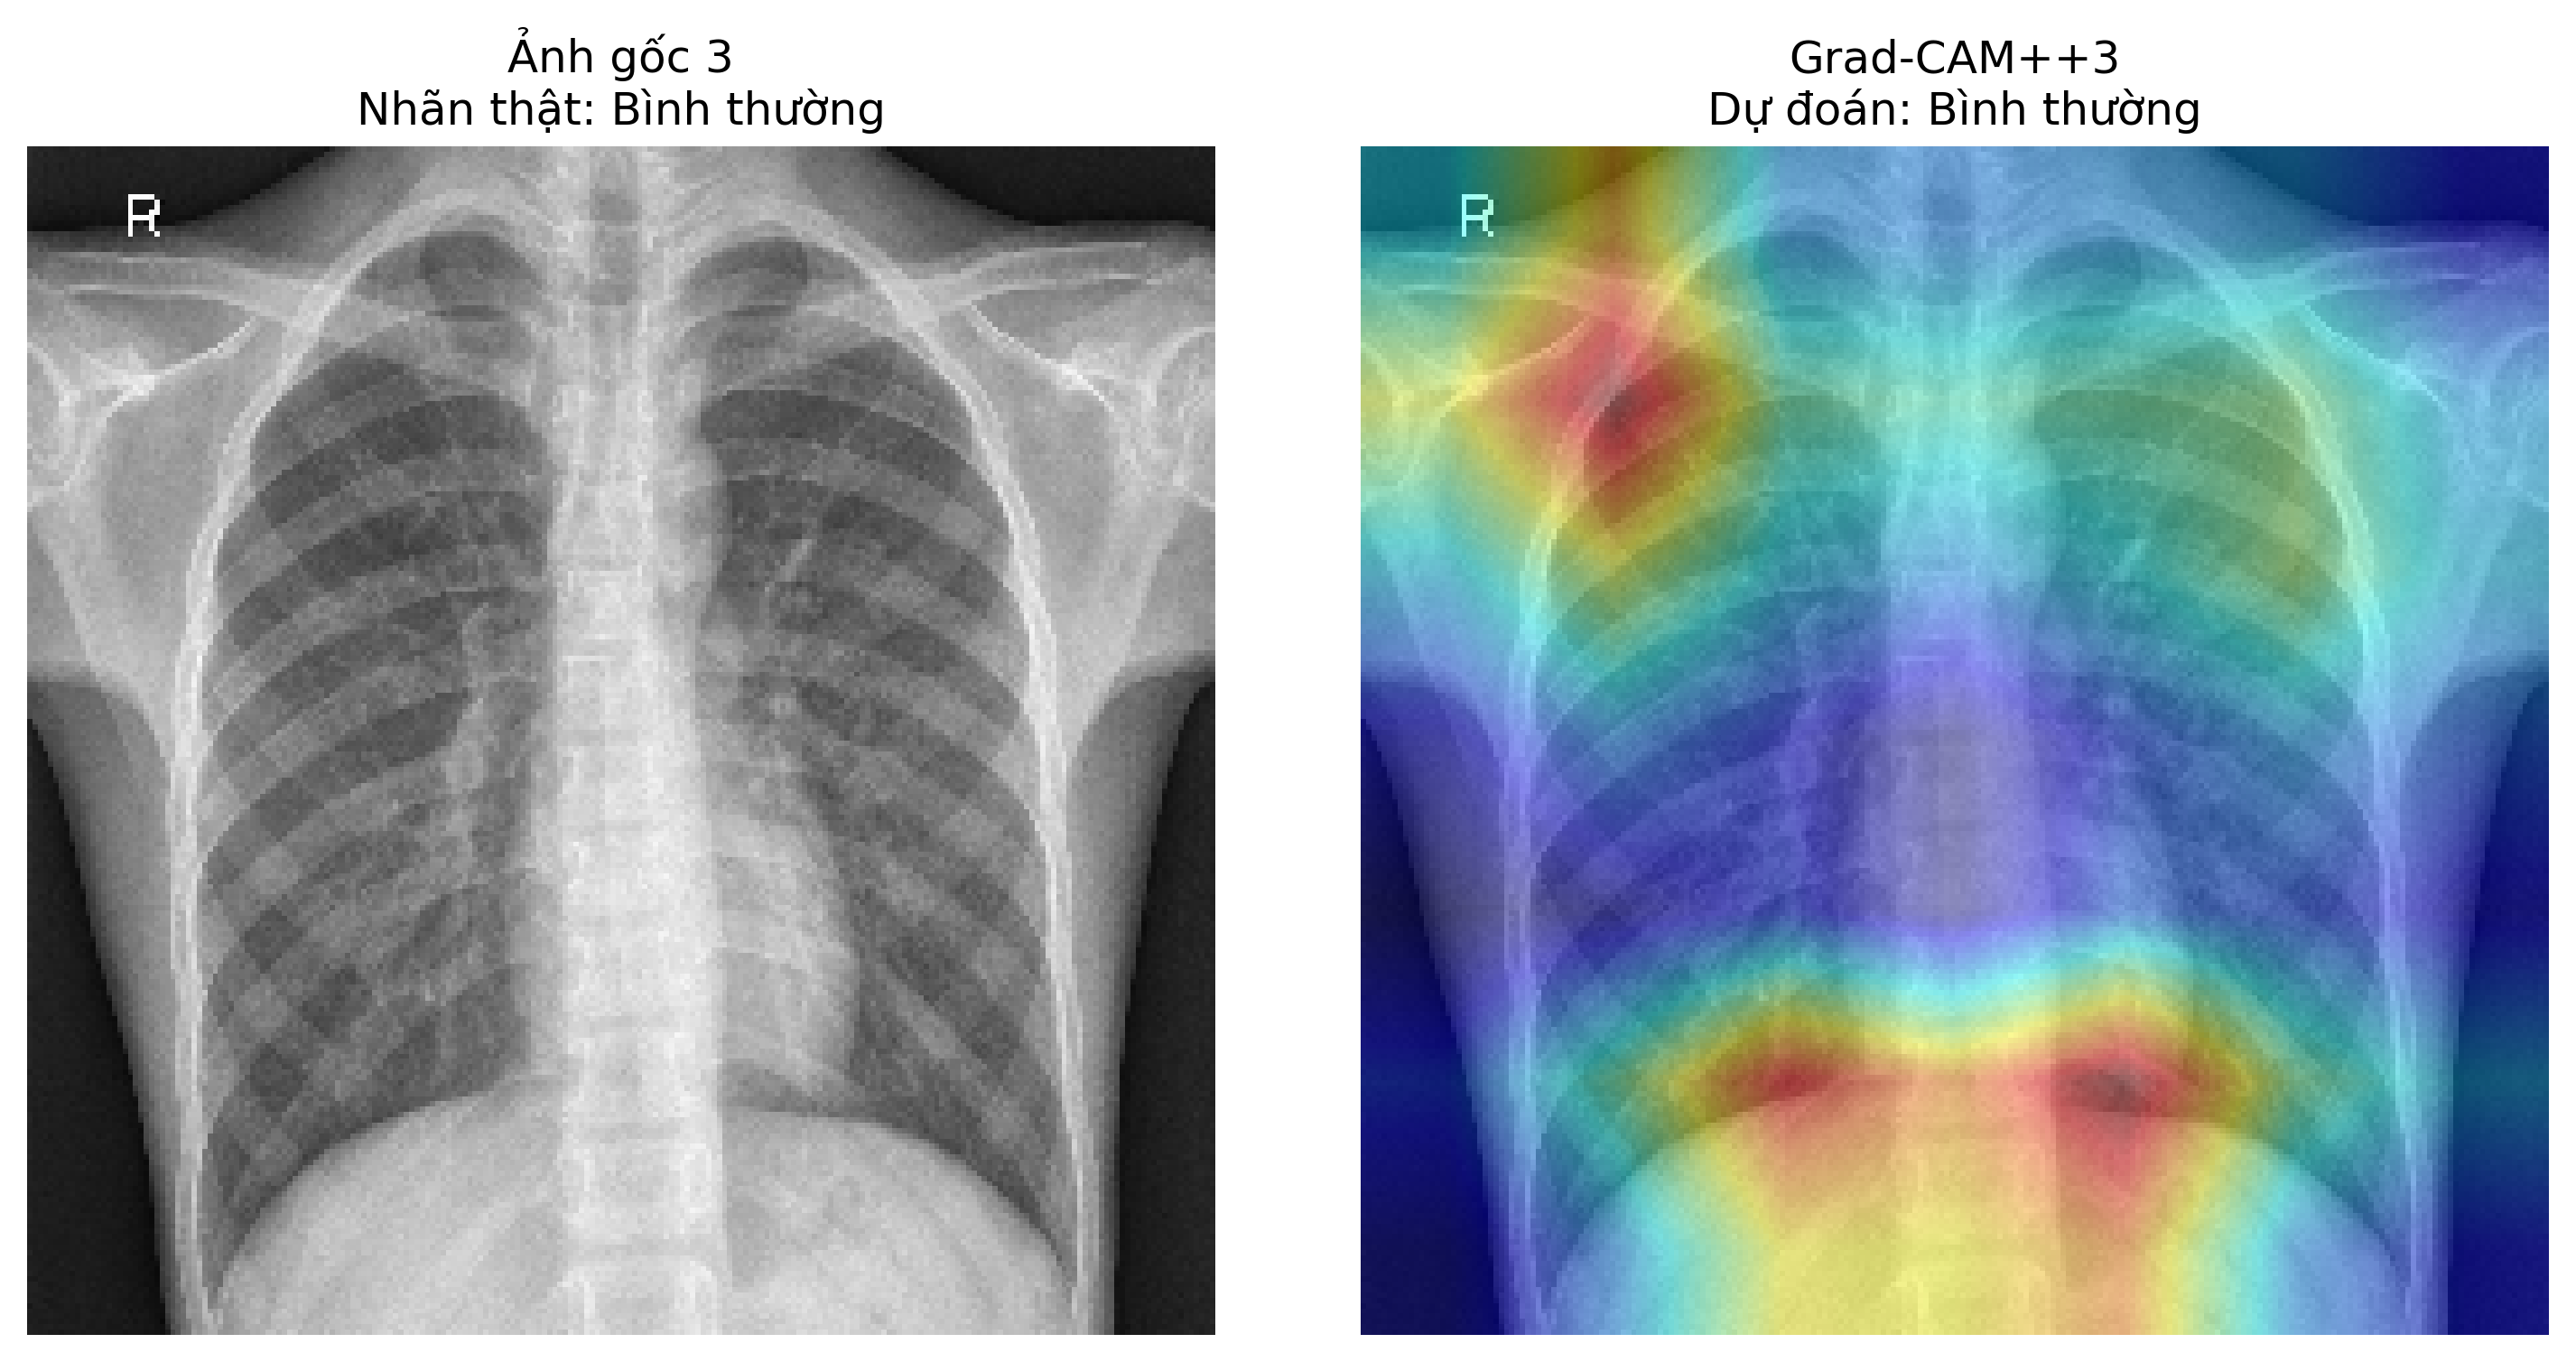 Ảnh gốc 3
Nhãn thật: Bình thường
Grad-CAM++3
Dự đoán: Bình thường
R
R